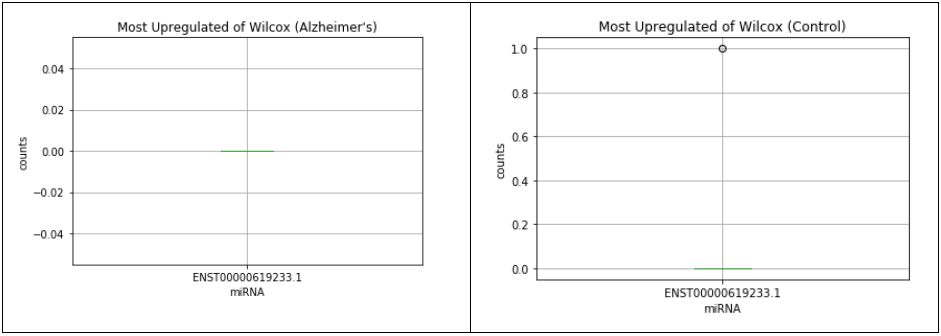 Most Upregulated of Wilcox (Alzheimer's)
0.04
0.02
0.00
−0.02
−0.04
counts
ENST00000619233.1
miRNA
Most Upregulated of Wilcox (Control)
1.0
0.8
0.6
0.4
0.2
0.0
counts
ENST00000619233.1
miRNA